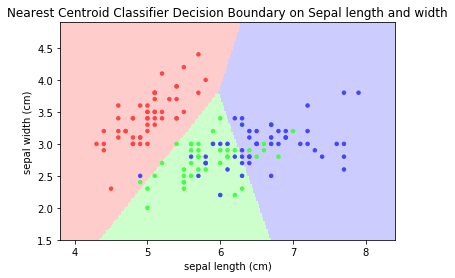 Nearest Centroid Classifier Decision Boundary on Sepal length and width
4.5
4.0
3.5
3.0
2.5
2.0
1.5
sepal width (cm)
4 5 6 7 8
sepal length (cm)